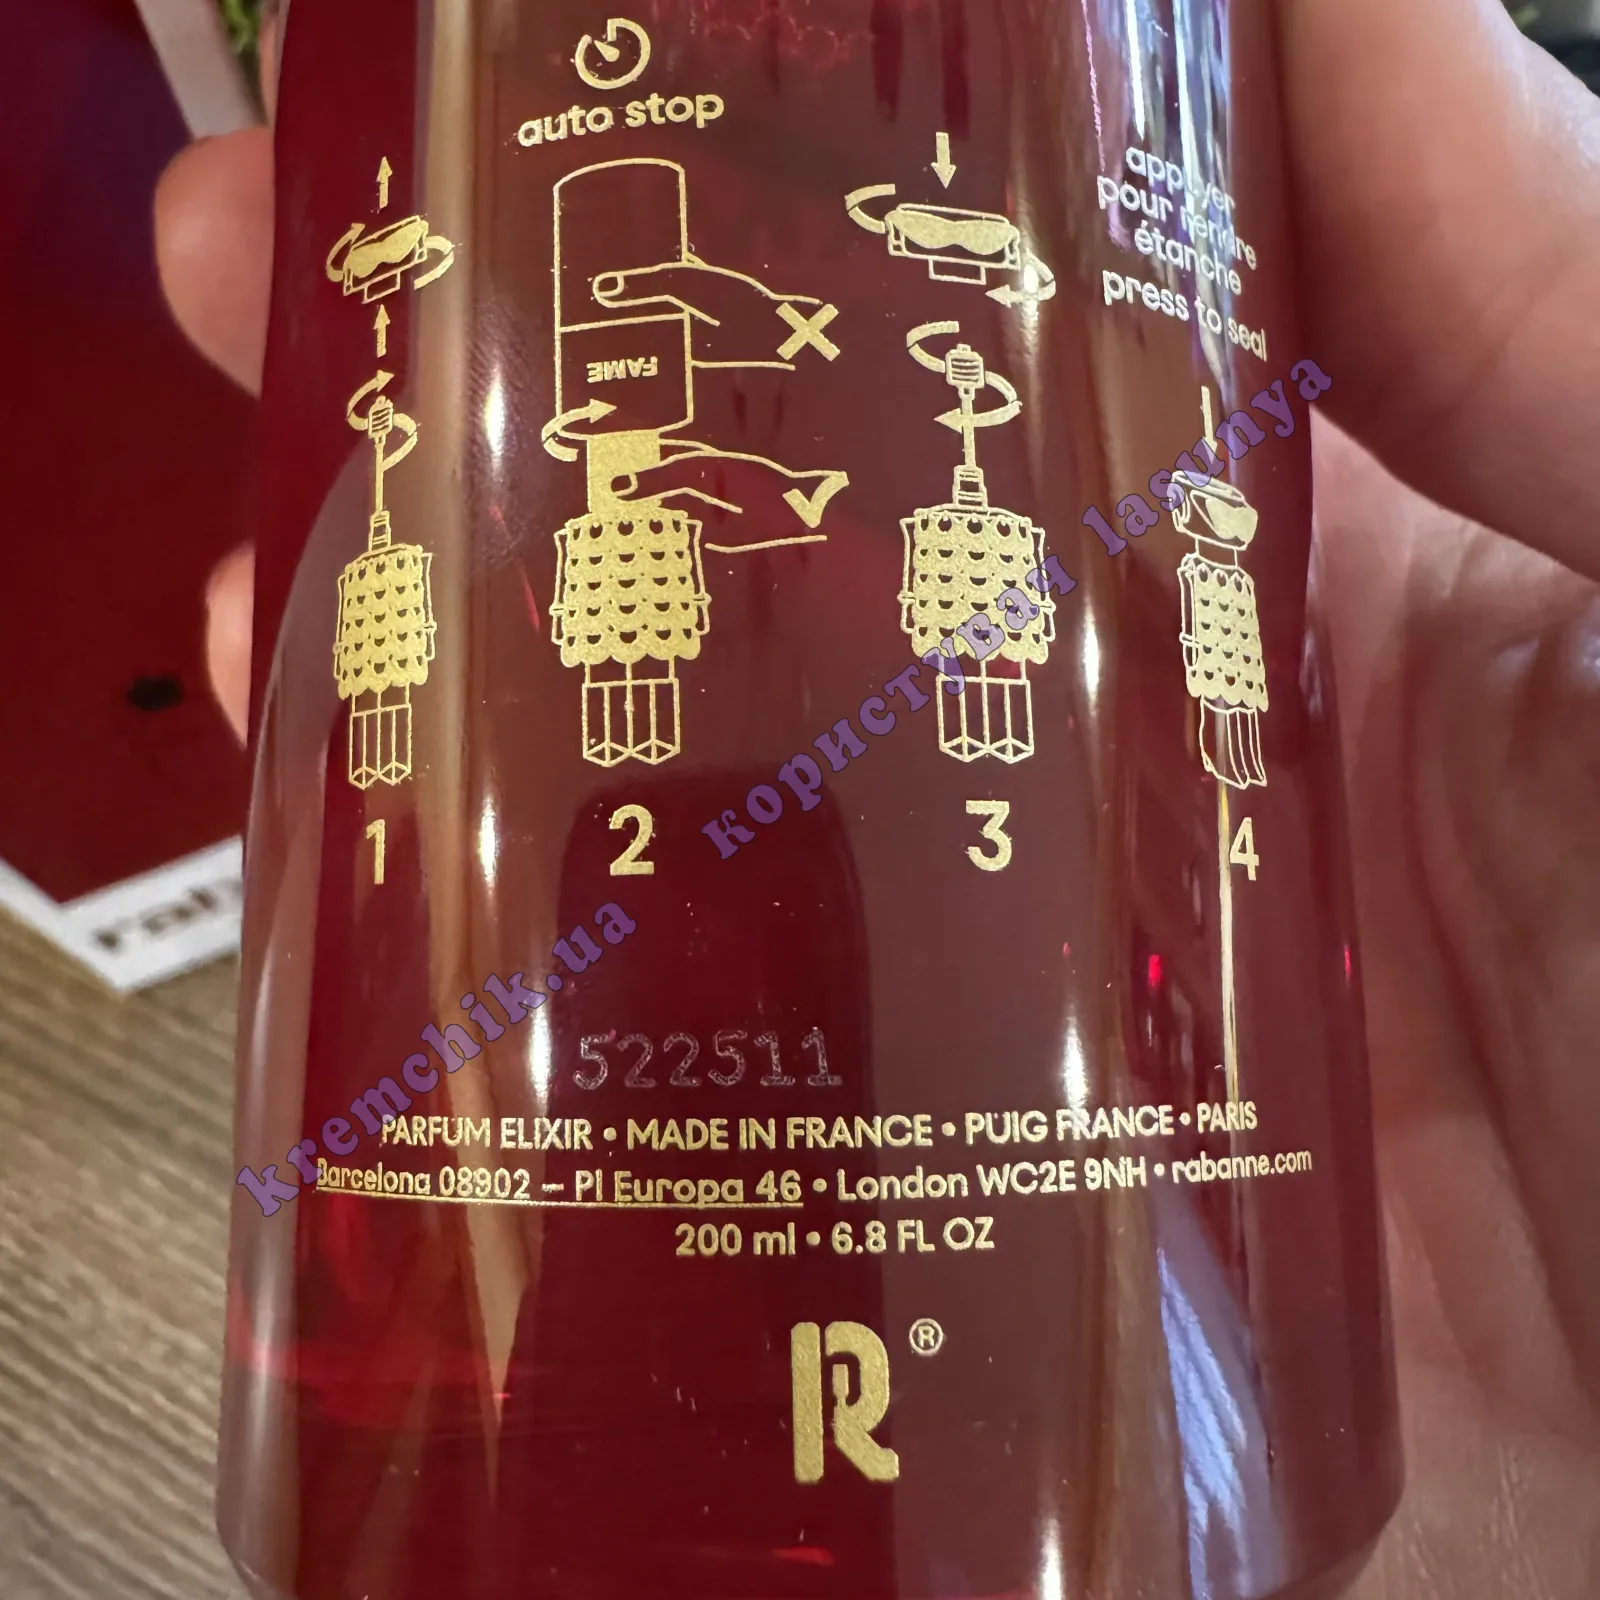 auto stop
appuyer
pour rendre
étanche
press to seal
FAME
1
2
3
4
522511
PARFUM ELIXIR • MADE IN FRANCE • PUIG FRANCE • PARIS
Barcelona 08902 – Pl Europa 46 • London WC2E 9NH • rabanne.com
200 ml • 6.8 FL OZ
R®
kremchik.ua користувач lasunya